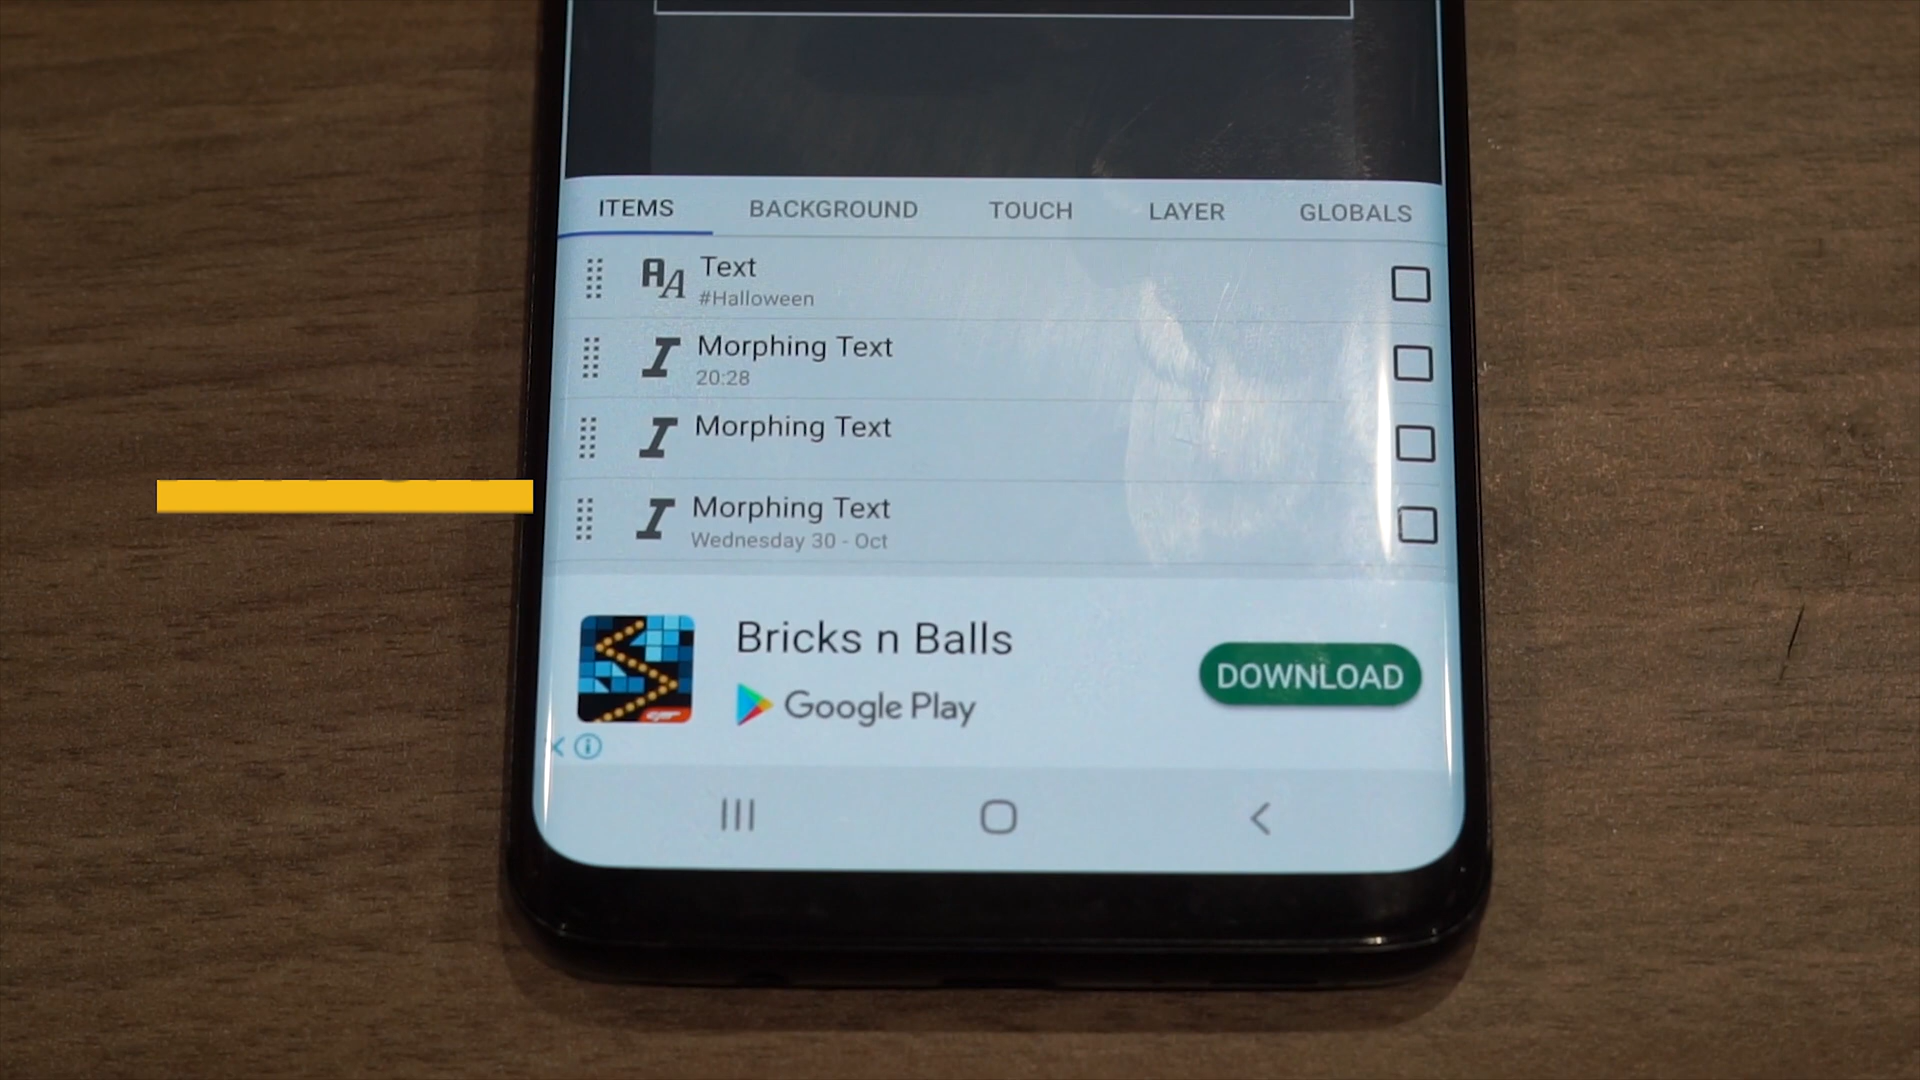 ITEMS BACKGROUND TOUCH LAYER GLOBALS
Text
#Halloween
Morphing Text
20:28
Morphing Text
Morphing Text
Wednesday 30 - Oct
Bricks n Balls
Google Play
DOWNLOAD